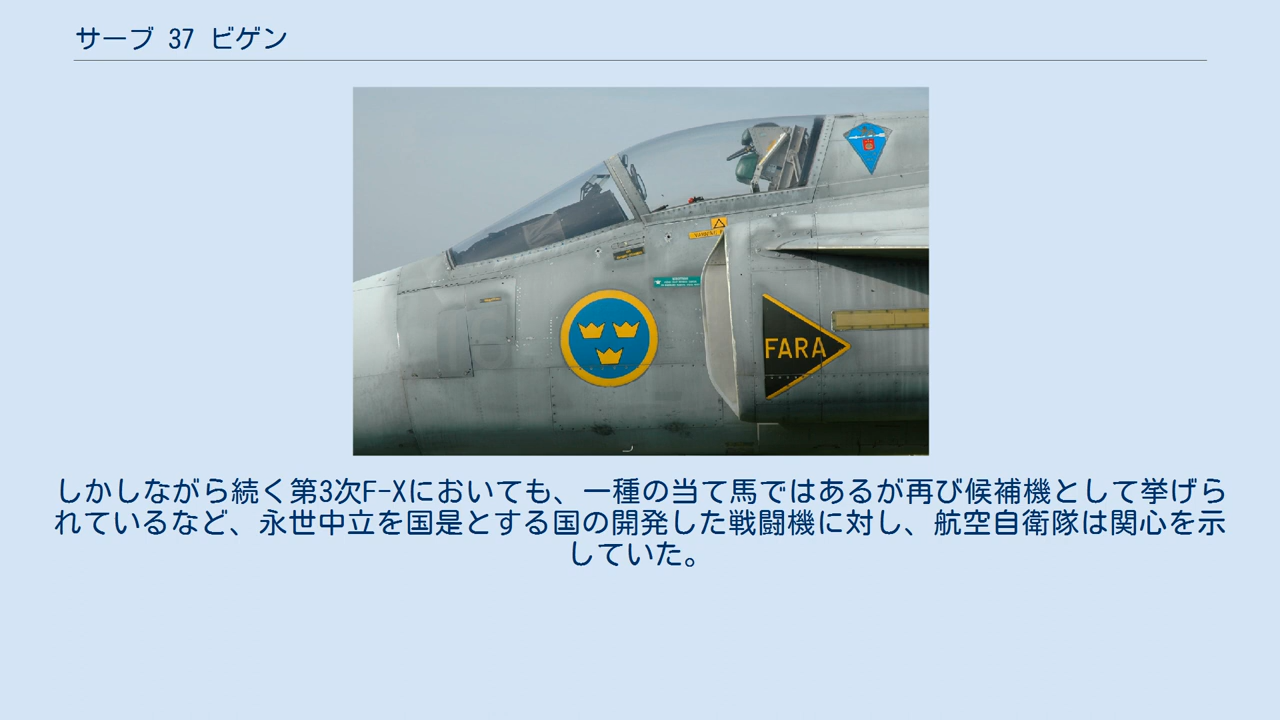 サーブ 37 ビゲン
FARA
しかしながら続く第3次F-Xにおいても、一種の当て馬ではあるが再び候補機として挙げら
れているなど、永世中立を国是とする国の開発した戦闘機に対し、航空自衛隊は関心を示
していた。